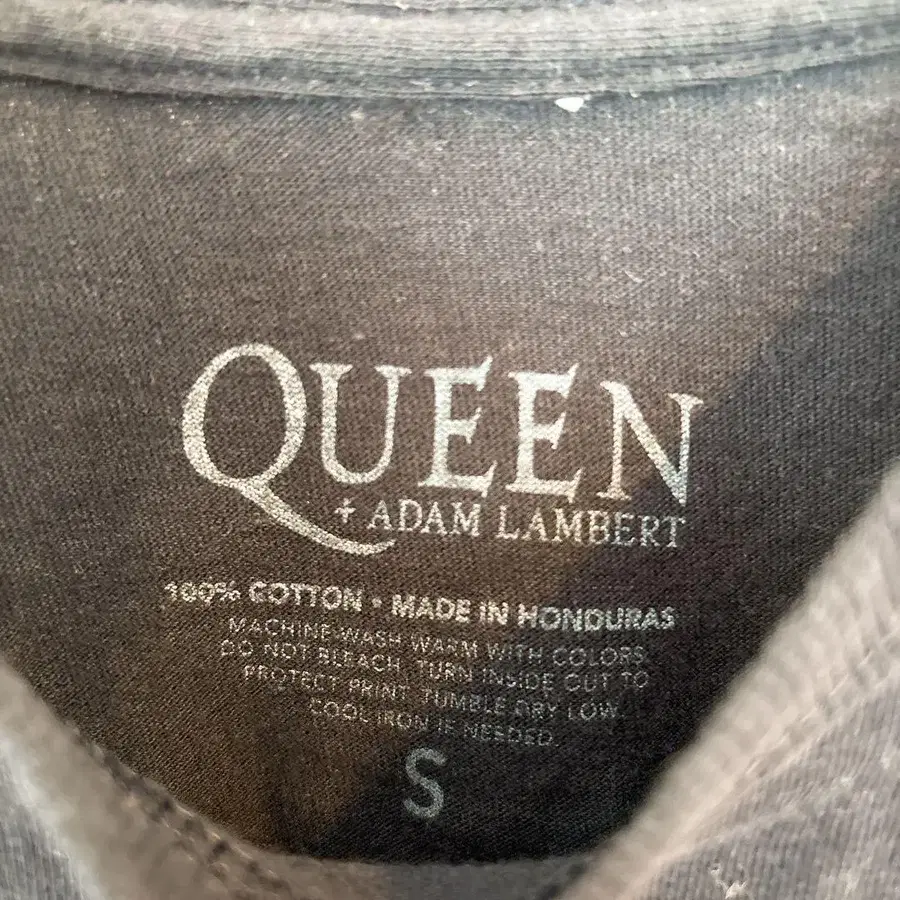 QUEEN
+ ADAM LAMBERT
100% COTTON • MADE IN HONDURAS
MACHINE WASH WARM WITH COLORS.
DO NOT BLEACH. TURN INSIDE OUT TO
PROTECT PRINT. TUMBLE DRY LOW.
COOL IRON IF NEEDED.
S